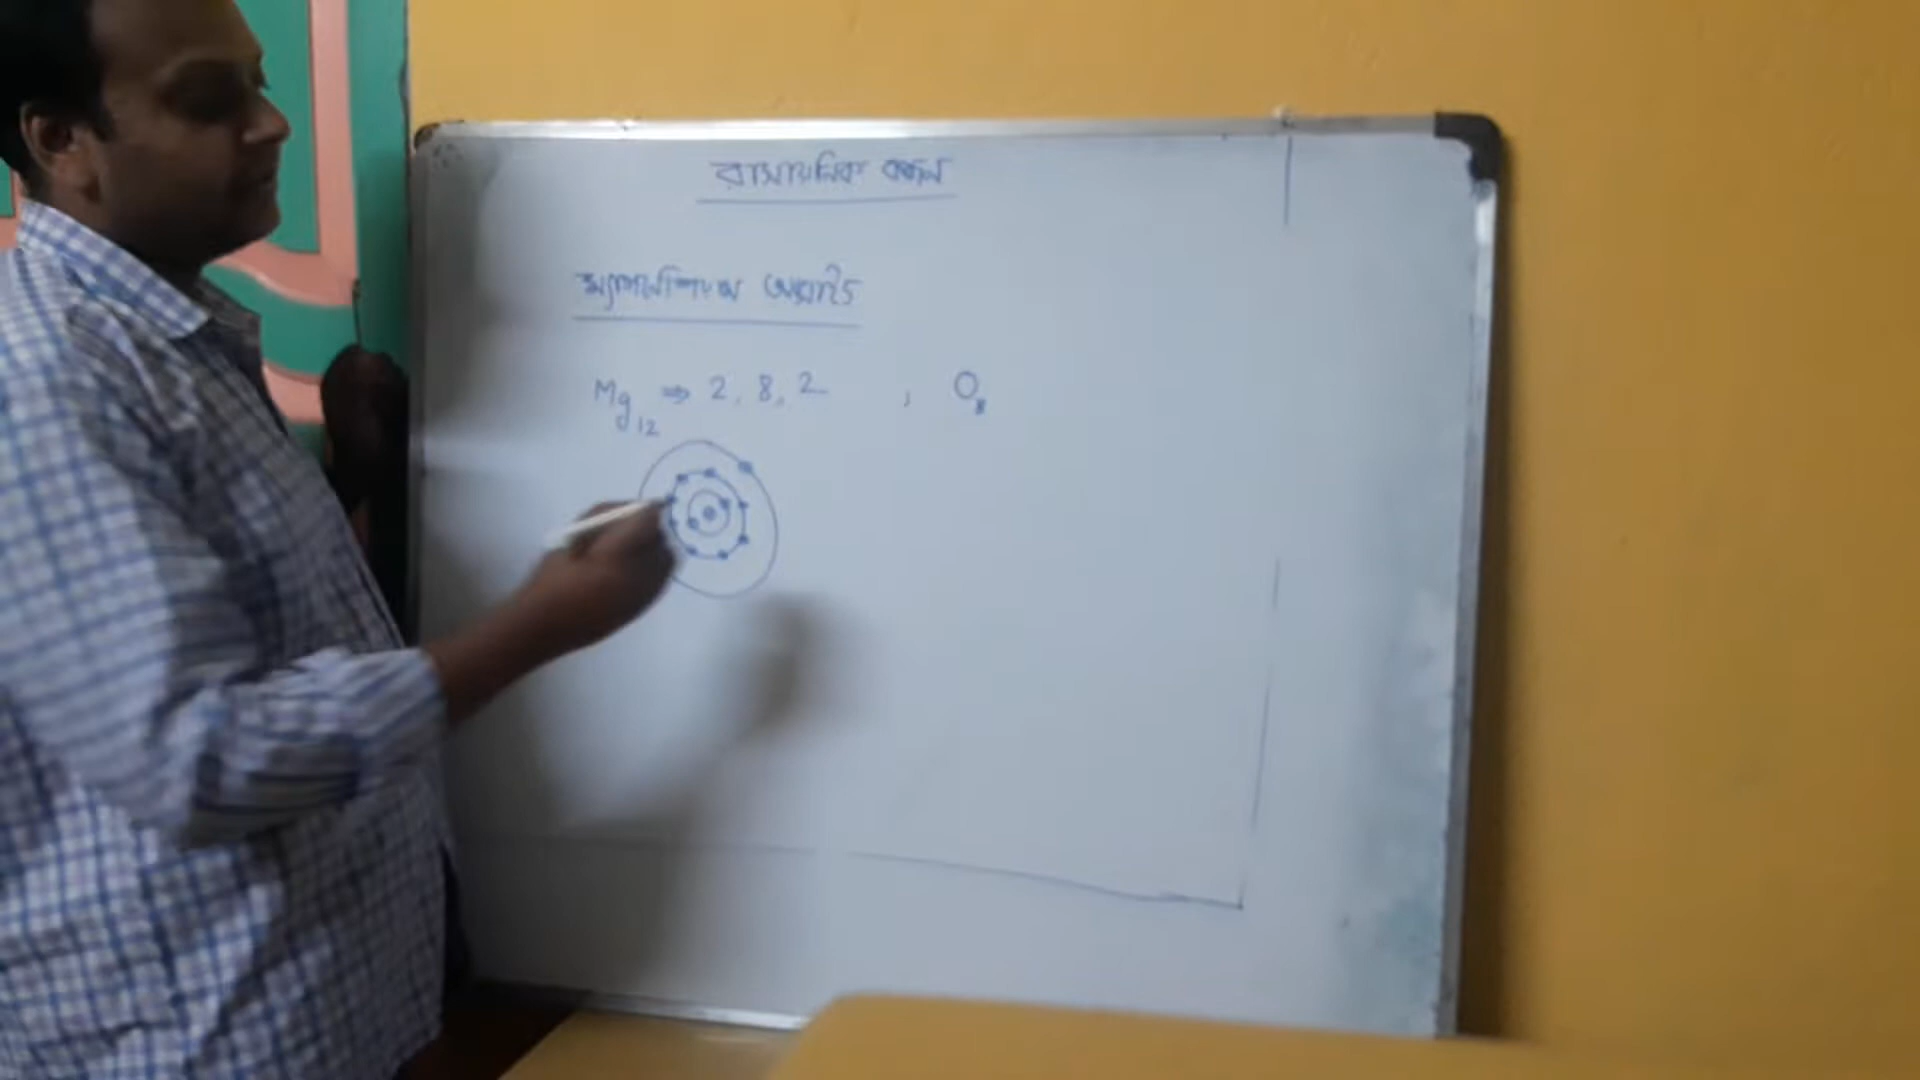 রাসায়নিক বন্ধন
ম্যাগনেশিয়াম অক্সাইড
Mg₁₂ ⇒ 2, 8, 2 , O₈